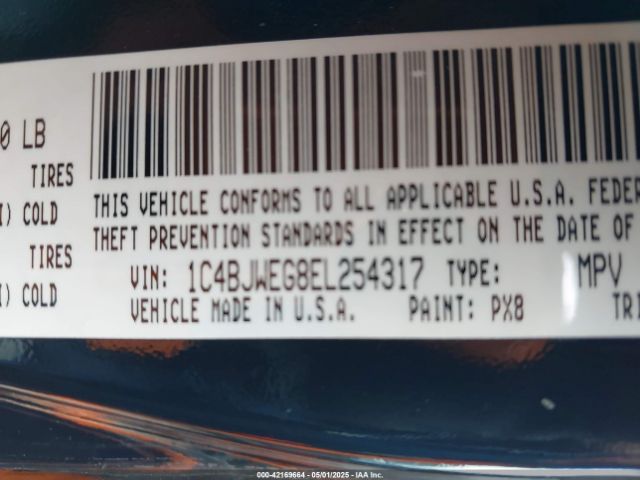 0 LB
TIRES
I) COLD
TIRES
I) COLD
THIS VEHICLE CONFORMS TO ALL APPLICABLE U.S.A. FEDER
THEFT PREVENTION STANDARDS IN EFFECT ON THE DATE OF
VIN: 1C4BJWEG8EL254317 TYPE: MPV
VEHICLE MADE IN U.S.A. PAINT: PX8 TRI
000-42169664 - 05/01/2025 - IAA Inc.